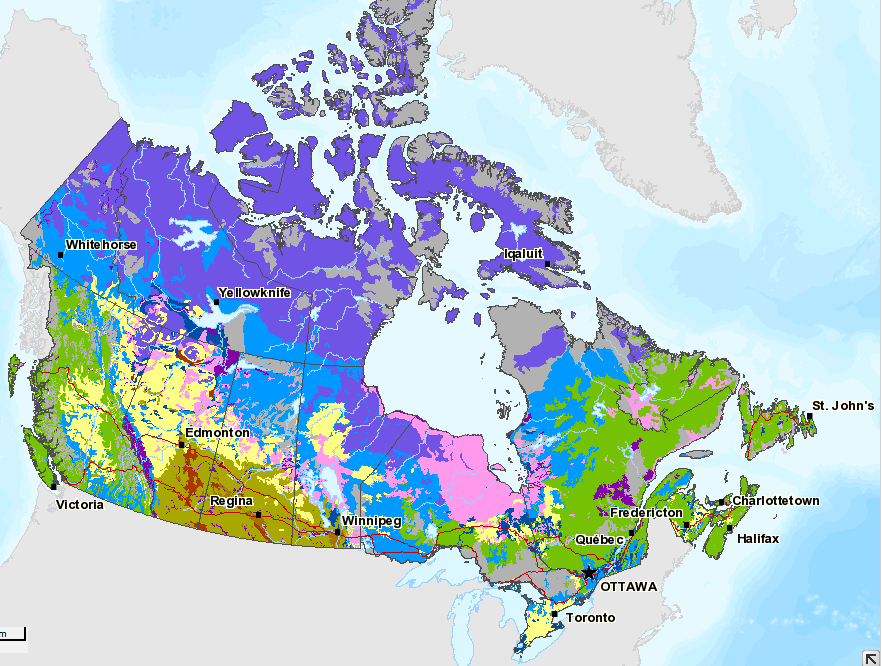 Whitehorse
Iqaluit
Yellowknife
St. John's
Edmonton
Regina
Charlottetown
Victoria
Fredericton
Winnipeg
Halifax
Québec
OTTAWA
Toronto
m